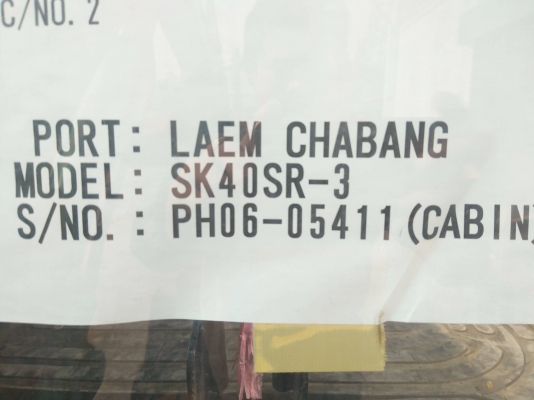 C/NO. 2
PORT: LAEM CHABANG
MODEL: SK40SR-3
S/NO.: PH06-05411(CABIN)